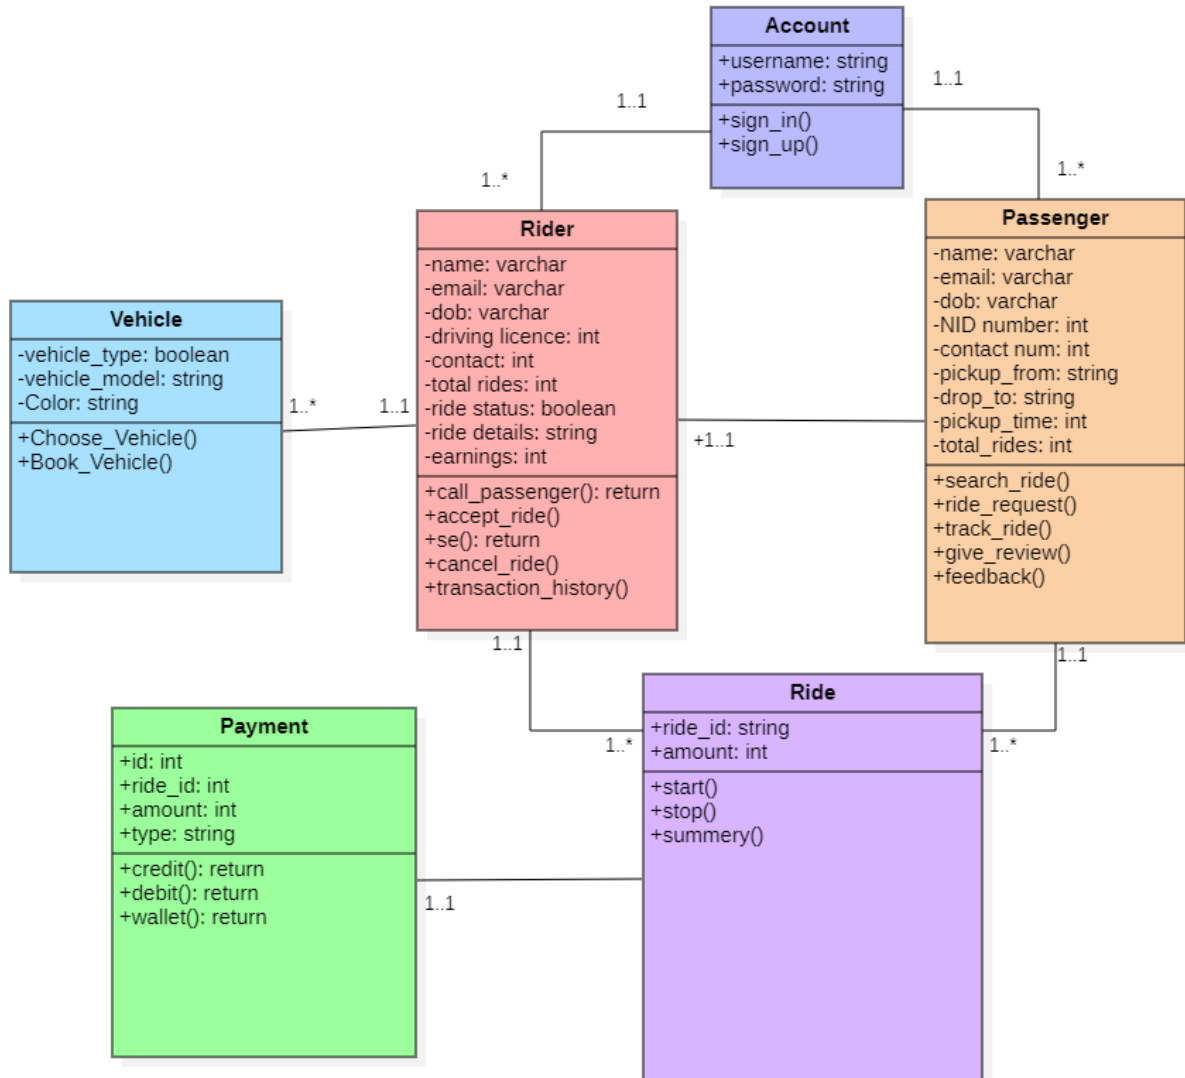 Account
+username: string
+password: string
+sign_in()
+sign_up()
1..1
1..1
1..*
1..*
Rider
-name: varchar
-email: varchar
-dob: varchar
-driving licence: int
-contact: int
-total rides: int
-ride status: boolean
-ride details: string
-earnings: int
+call_passenger(): return
+accept_ride()
+se(): return
+cancel_ride()
+transaction_history()
Passenger
-name: varchar
-email: varchar
-dob: varchar
-NID number: int
-contact num: int
-pickup_from: string
-drop_to: string
-pickup_time: int
-total_rides: int
+search_ride()
+ride_request()
+track_ride()
+give_review()
+feedback()
Vehicle
-vehicle_type: boolean
-vehicle_model: string
-Color: string
+Choose_Vehicle()
+Book_Vehicle()
1..*
1..1
+1..1
1..1
1..1
1..*
1..*
Ride
+ride_id: string
+amount: int
+start()
+stop()
+summery()
Payment
+id: int
+ride_id: int
+amount: int
+type: string
+credit(): return
+debit(): return
+wallet(): return
1..1